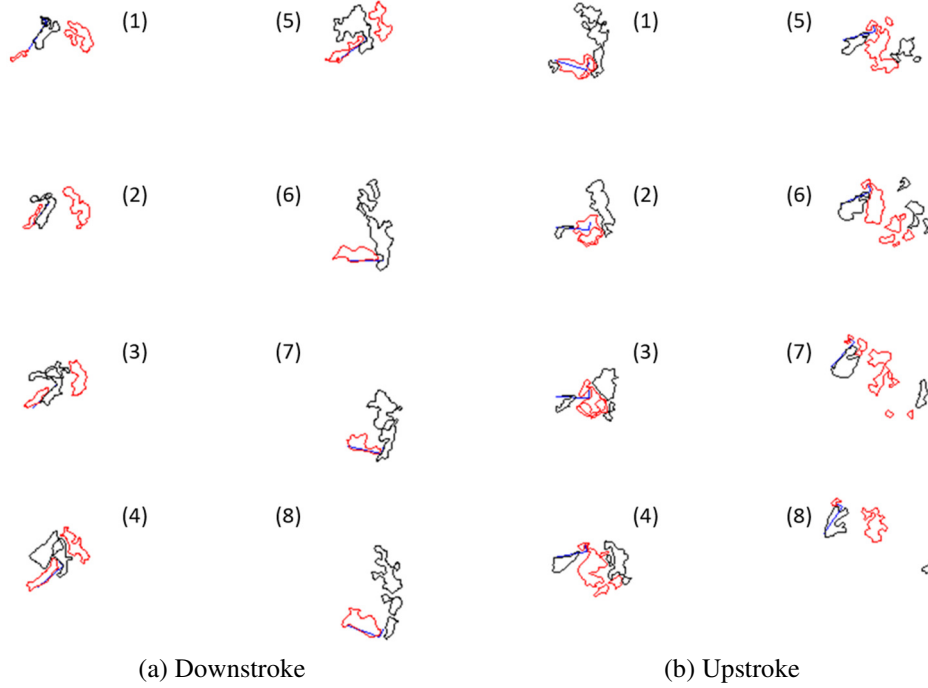 (1) (5) (1) (5)
(2) (6) (2) (6)
(3) (7) (3) (7)
(4) (8) (4) (8)
(a) Downstroke (b) Upstroke